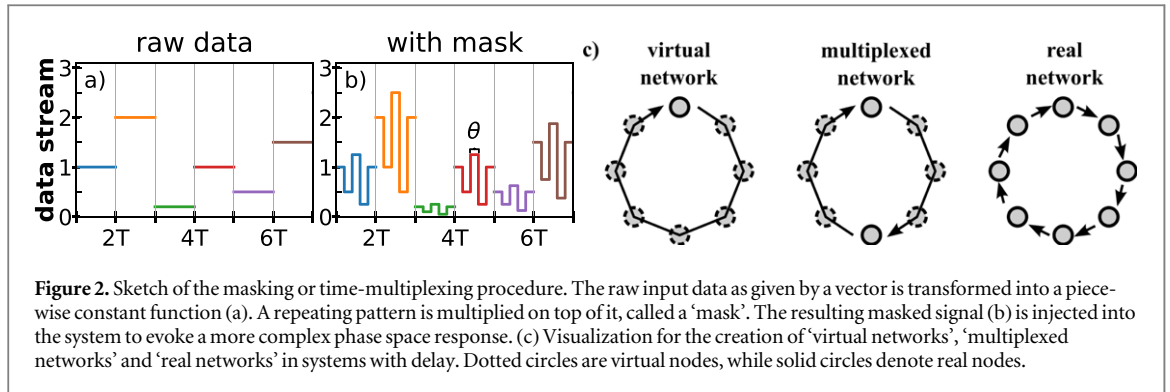 raw data
with mask
c)
virtual
network
multiplexed
network
real
network
data stream
3
2
1
0
a)
2T
4T
6T
3
2
1
0
b)
θ
2T
4T
6T
Figure 2. Sketch of the masking or time-multiplexing procedure. The raw input data as given by a vector is transformed into a piece-
wise constant function (a). A repeating pattern is multiplied on top of it, called a ‘mask’. The resulting masked signal (b) is injected into
the system to evoke a more complex phase space response. (c) Visualization for the creation of ‘virtual networks’, ‘multiplexed
networks’ and ‘real networks’ in systems with delay. Dotted circles are virtual nodes, while solid circles denote real nodes.